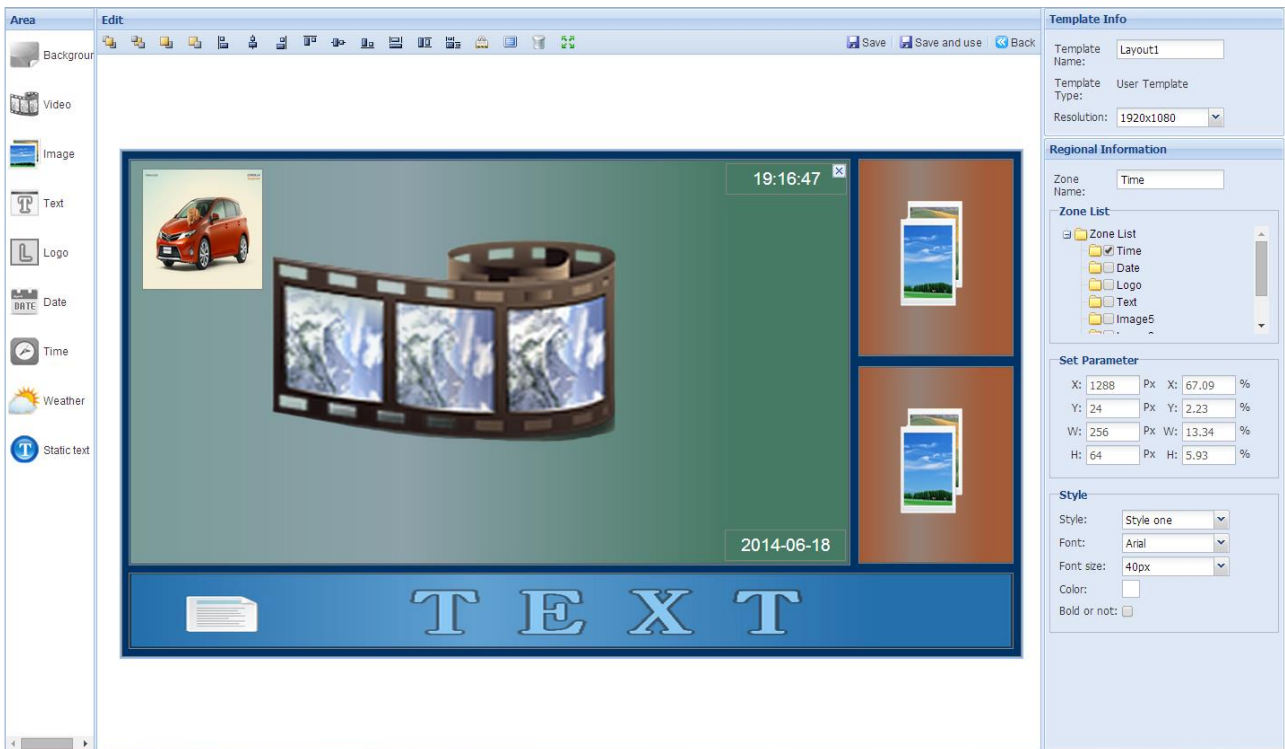 Area
Backgrour
Video
Image
Text
Logo
DATE Date
Time
Weather
Static text
Edit
Save Save and use Back
19:16:47
2014-06-18
TEXT
Template Info
Template Name: Layout1
Template Type: User Template
Resolution: 1920x1080
Regional Information
Zone Name: Time
Zone List
Zone List
Time
Date
Logo
Text
Image5
Set Parameter
X: 1288 Px X: 67.09 %
Y: 24 Px Y: 2.23 %
W: 256 Px W: 13.34 %
H: 64 Px H: 5.93 %
Style
Style: Style one
Font: Arial
Font size: 40px
Color:
Bold or not: